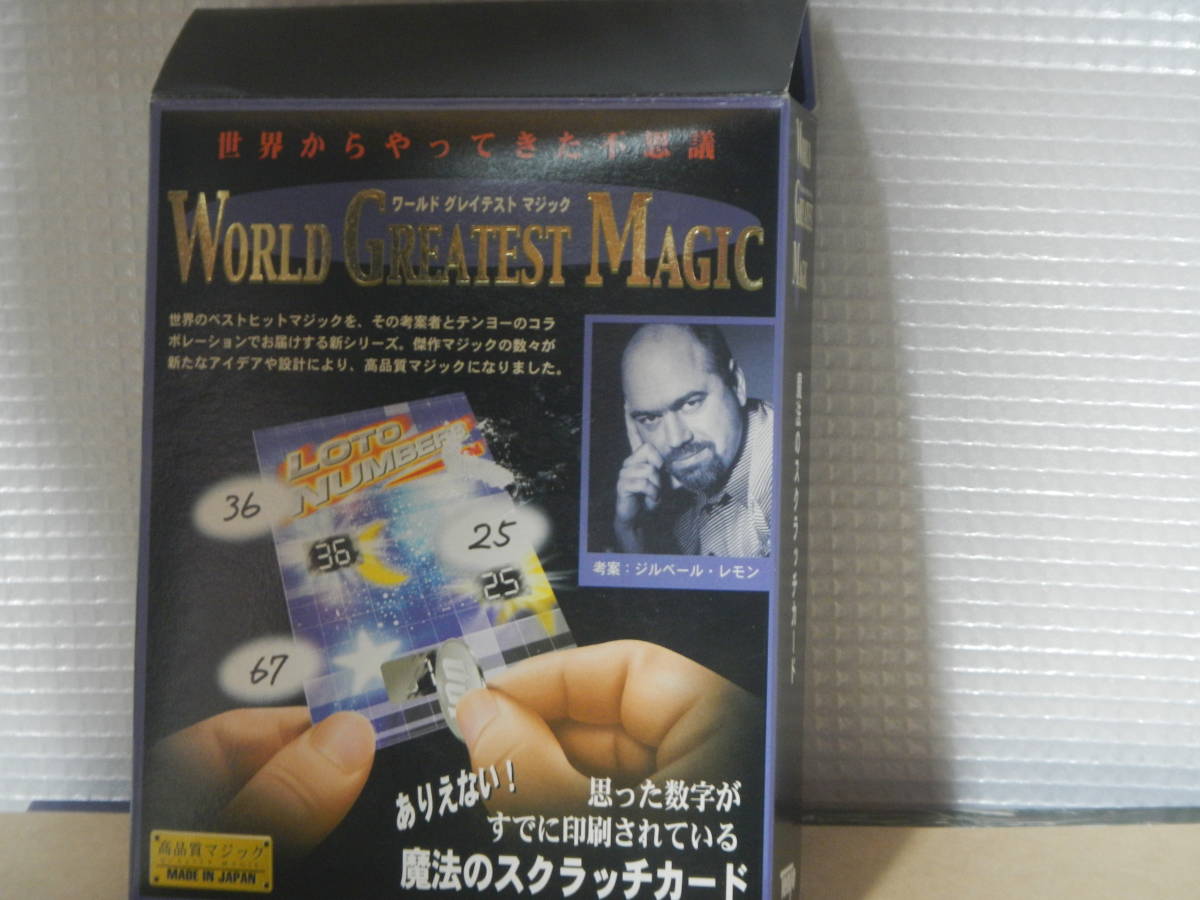 世界からやってきた不思議
ワールド グレイテスト マジック
WORLD GREATEST MAGIC
世界のベストヒットマジックを、その考案者とテンヨーのコラ
ボレーションでお届けする新シリーズ。傑作マジックの数々が
新たなアイデアや設計により、高品質マジックになりました。
LOTO
NUMBERS
36
25
36
25
67
考案：ジルベール・レモン
ありえない！
思った数字が
すでに印刷されている
魔法のスクラッチカード
高品質マジック
MADE IN JAPAN
WORLD
GREATEST
MAGIC
魔法のスクラッチカード